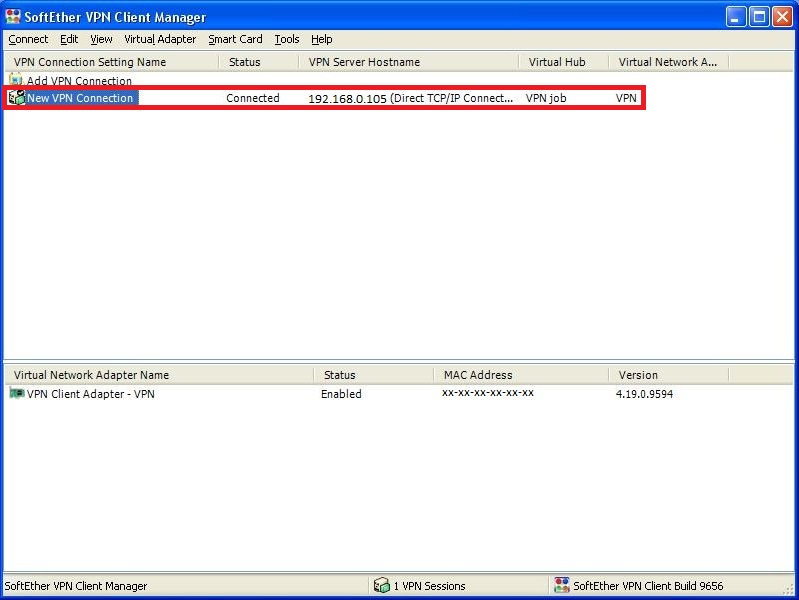 SoftEther VPN Client Manager
Connect Edit View Virtual Adapter Smart Card Tools Help
VPN Connection Setting Name Status VPN Server Hostname Virtual Hub Virtual Network A...
Add VPN Connection
New VPN Connection Connected 192.168.0.105 (Direct TCP/IP Connect... VPN job VPN
Virtual Network Adapter Name Status MAC Address Version
VPN Client Adapter - VPN Enabled xx-xx-xx-xx-xx-xx 4.19.0.9594
SoftEther VPN Client Manager 1 VPN Sessions SoftEther VPN Client Build 9656